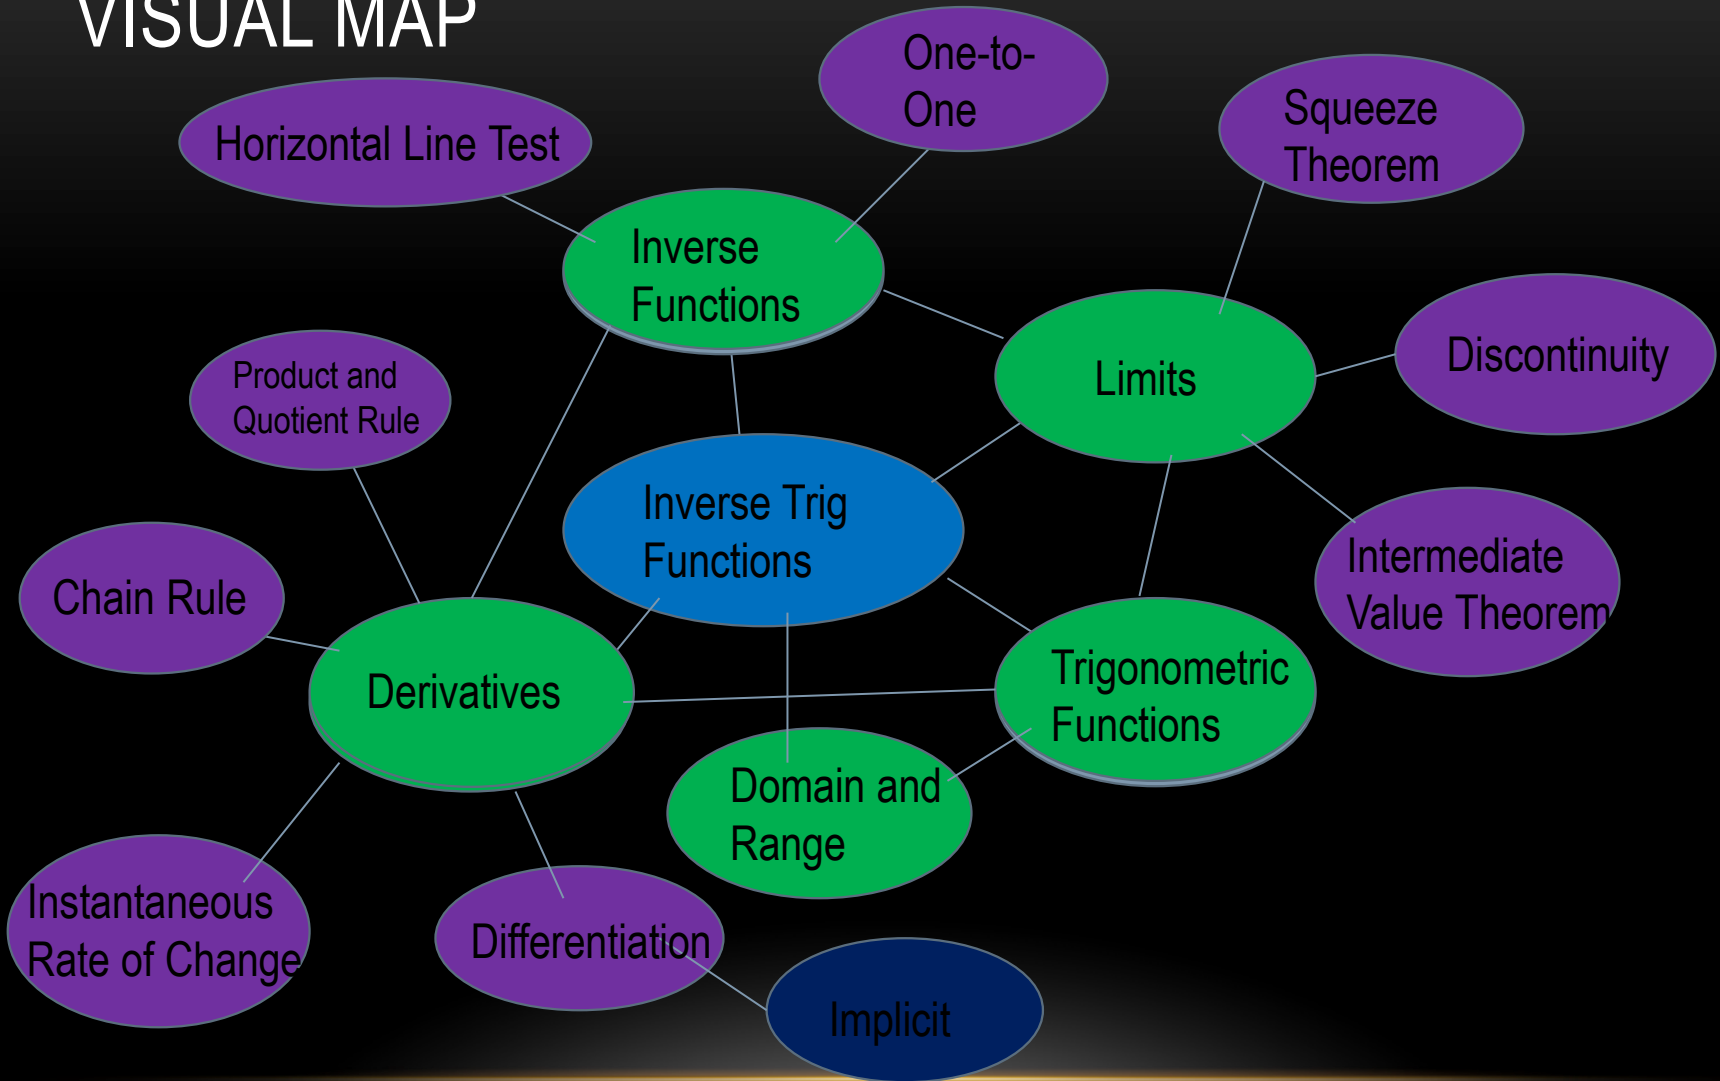 VISUAL MAP
One-to-
One
Squeeze
Theorem
Horizontal Line Test
Inverse
Functions
Limits
Discontinuity
Product and
Quotient Rule
Inverse Trig
Functions
Intermediate
Value Theorem
Chain Rule
Derivatives
Trigonometric
Functions
Domain and
Range
Instantaneous
Rate of Change
Differentiation
Implicit